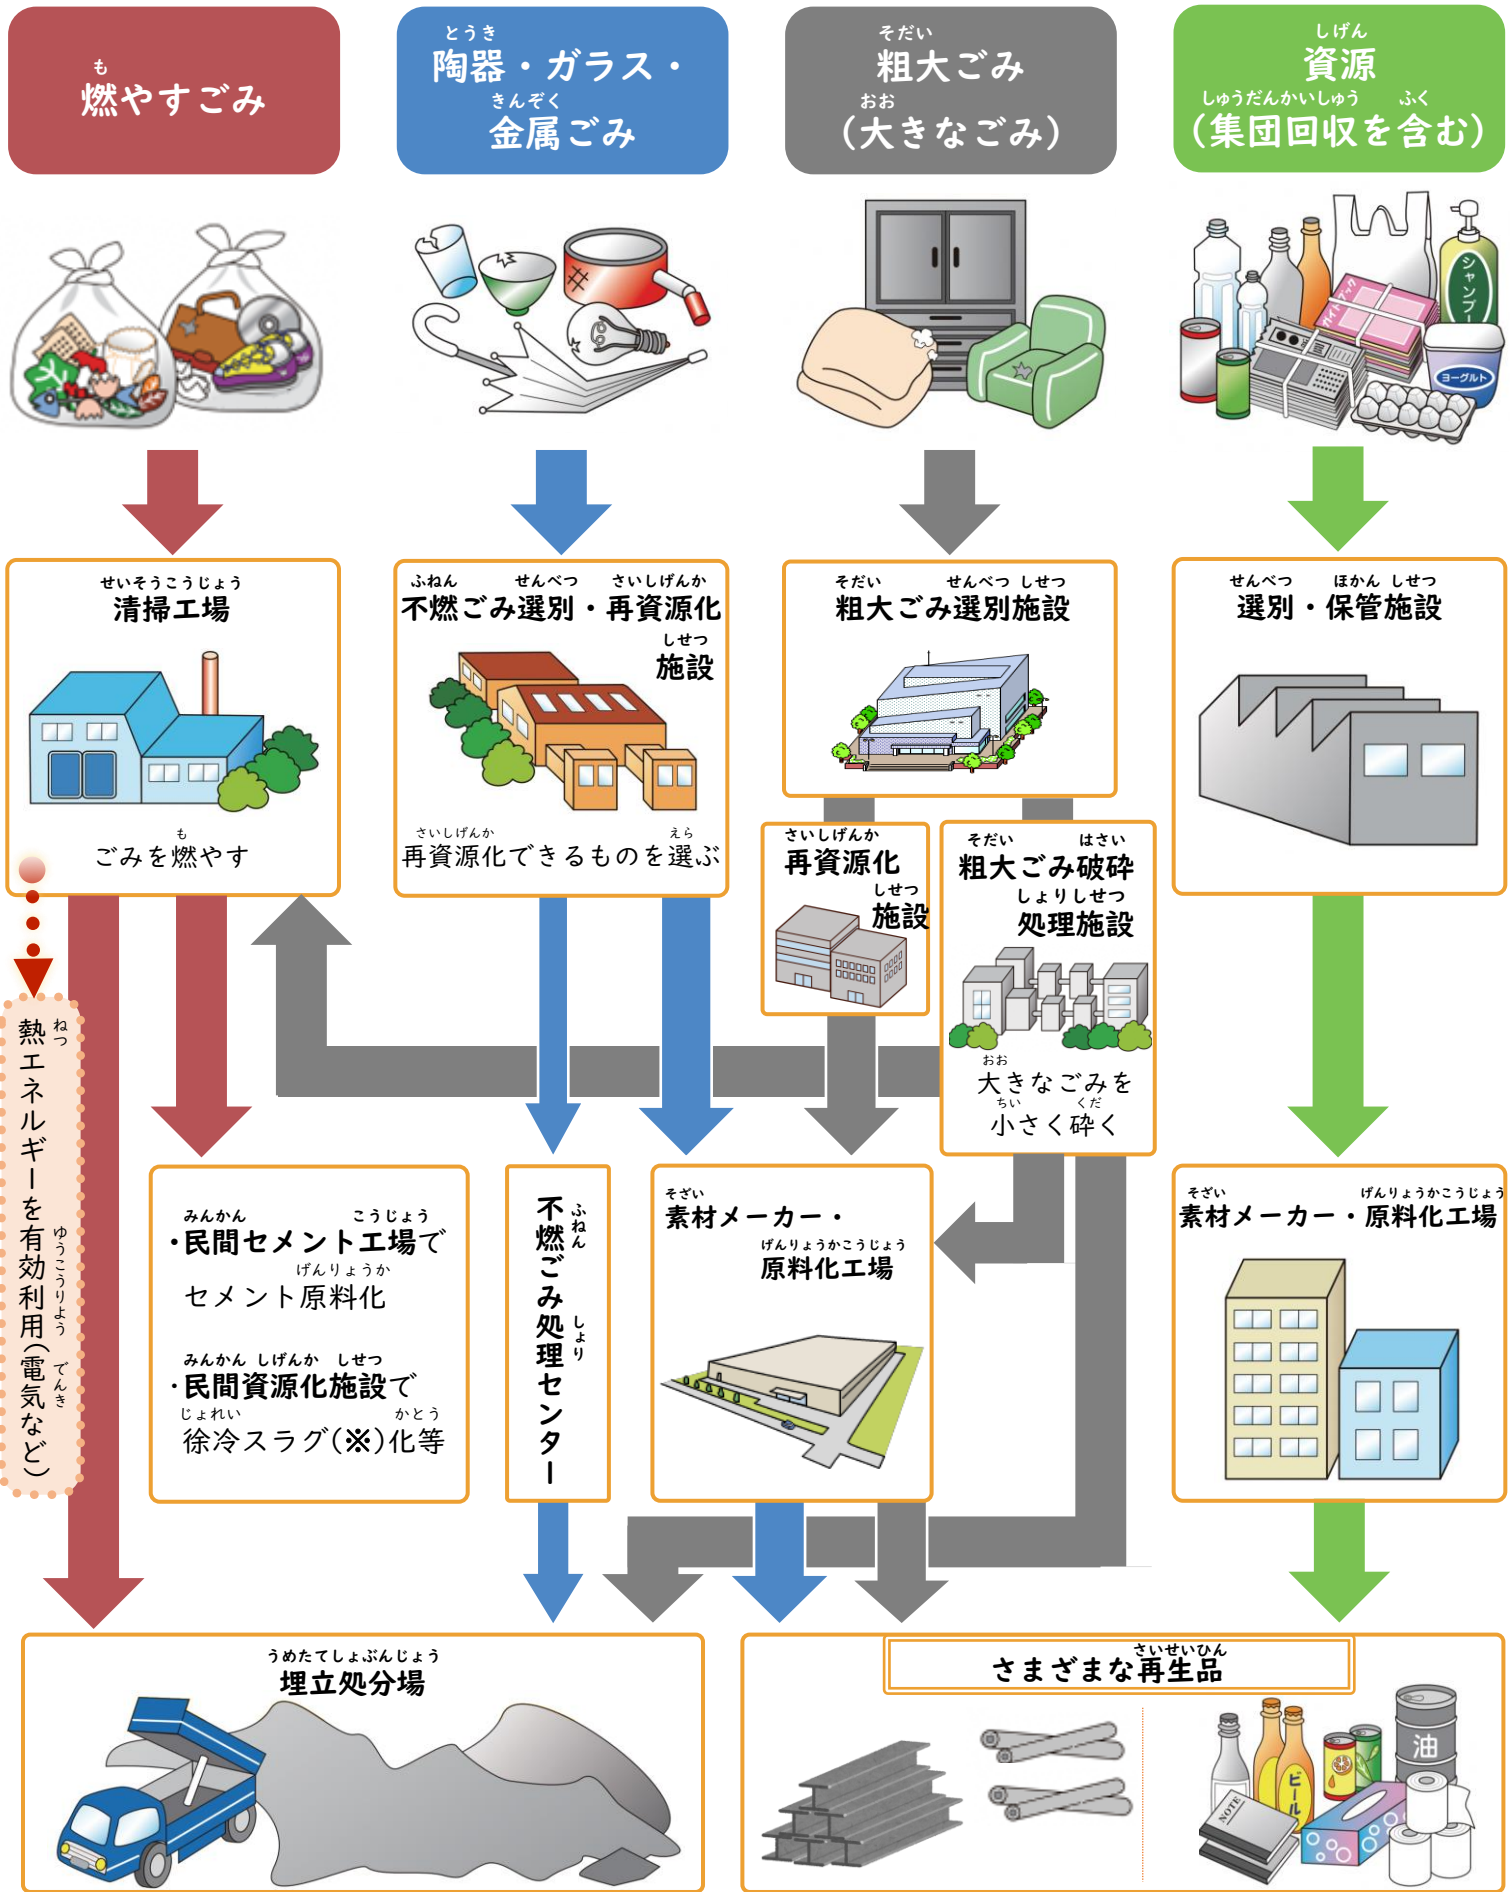 も
燃やすごみ
とうき
陶器・ガラス・
きんぞく
金属ごみ
そだい
粗大ごみ
おお
（大きなごみ）
しげん
資源
しゅうだんかいしゅう ふく
（集団回収を含む）
ガイドブック
シャンプー
ヨーグルト
せいそうこうじょう
清掃工場
も
ごみを燃やす
ふねん せんべつ さいしげんか
不燃ごみ選別・再資源化
しせつ
施設
さいしげんか えら
再資源化できるものを選ぶ
そだい せんべつ しせつ
粗大ごみ選別施設
せんべつ ほかん しせつ
選別・保管施設
さいしげんか
再資源化
しせつ
施設
そだい はさい
粗大ごみ破砕
しょりしせつ
処理施設
おお
大きなごみを
ちい くだ
小さく砕く
ねつ ゆうこうりよう でんき
熱エネルギーを有効利用（電気など）
みんかん こうじょう
・民間セメント工場で
げんりょうか
セメント原料化
みんかん しげんか しせつ
・民間資源化施設で
じょれい かとう
徐冷スラグ(※)化等
ふねん しょり
不燃ごみ処理センター
そざい
素材メーカー・
げんりょうかこうじょう
原料化工場
そざい げんりょうかこうじょう
素材メーカー・原料化工場
うめたてしょぶんじょう
埋立処分場
さいせいひん
さまざまな再生品
油
ビール
NOTE